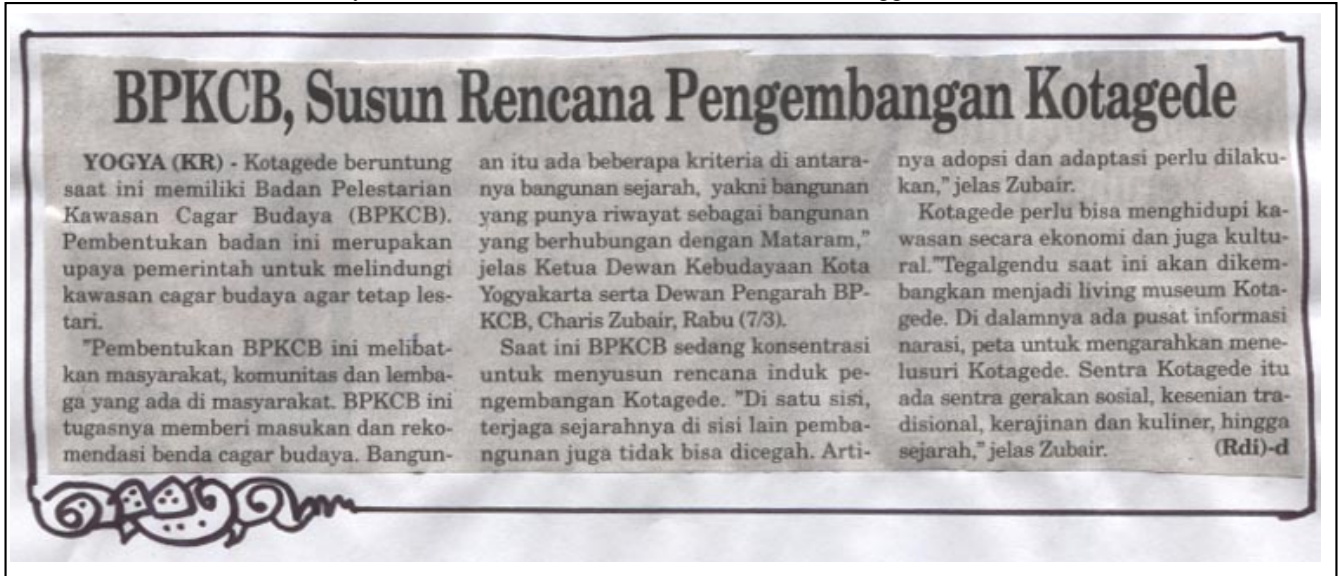 BPKCB, Susun Rencana Pengembangan Kotagede
YOGYA (KR) - Kotagede beruntung
saat ini memiliki Badan Pelestarian
Kawasan Cagar Budaya (BPKCB).
Pembentukan badan ini merupakan
upaya pemerintah untuk melindungi
kawasan cagar budaya agar tetap les-
tari.
"Pembentukan BPKCB ini melibat-
kan masyarakat, komunitas dan lemba-
ga yang ada di masyarakat. BPKCB ini
tugasnya memberi masukan dan reko-
mendasi benda cagar budaya. Bangun-
an itu ada beberapa kriteria di antara-
nya bangunan sejarah, yakni bangunan
yang punya riwayat sebagai bangunan
yang berhubungan dengan Mataram,"
jelas Ketua Dewan Kebudayaan Kota
Yogyakarta serta Dewan Pengarah BP-
KCB, Charis Zubair, Rabu (7/3).
Saat ini BPKCB sedang konsentrasi
untuk menyusun rencana induk pe-
ngembangan Kotagede. "Di satu sisi,
terjaga sejarahnya di sisi lain pemba-
ngunan juga tidak bisa dicegah. Arti-
nya adopsi dan adaptasi perlu dilaku-
kan," jelas Zubair.
Kotagede perlu bisa menghidupi ka-
wasan secara ekonomi dan juga kultu-
ral."Tegalgendu saat ini akan dikem-
bangkan menjadi living museum Kota-
gede. Di dalamnya ada pusat informasi
narasi, peta untuk mengarahkan mene-
lusuri Kotagede. Sentra Kotagede itu
ada sentra gerakan sosial, kesenian tra-
disional, kerajinan dan kuliner, hingga
sejarah," jelas Zubair. (Rdi)-d